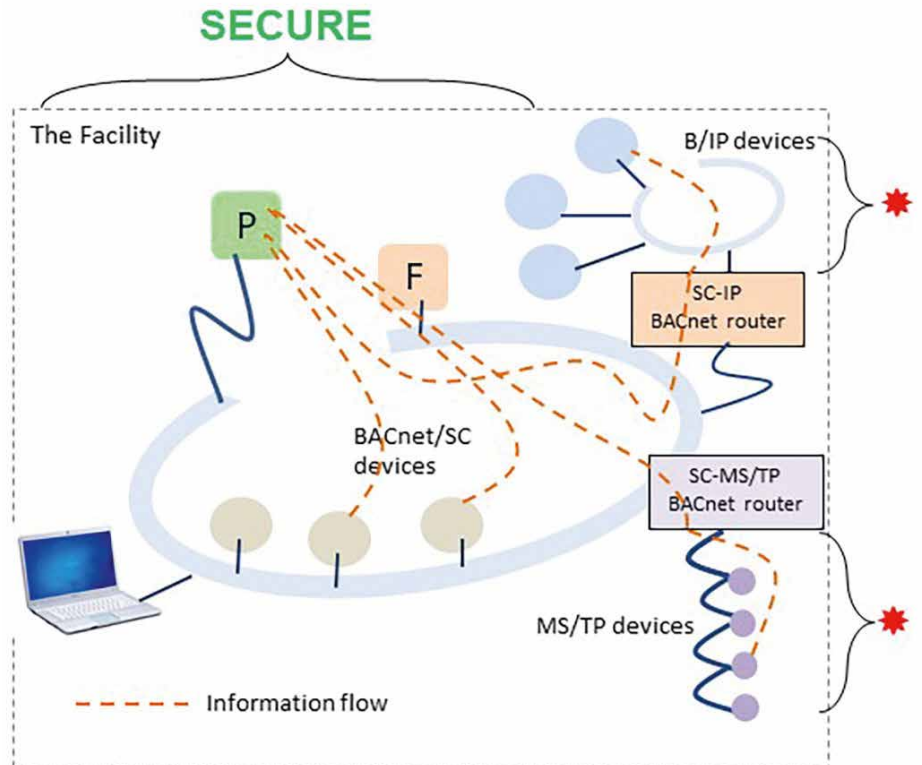 SECURE
The Facility
B/IP devices
P
F
SC-IP
BACnet router
BACnet/SC
devices
SC-MS/TP
BACnet router
MS/TP devices
Information flow